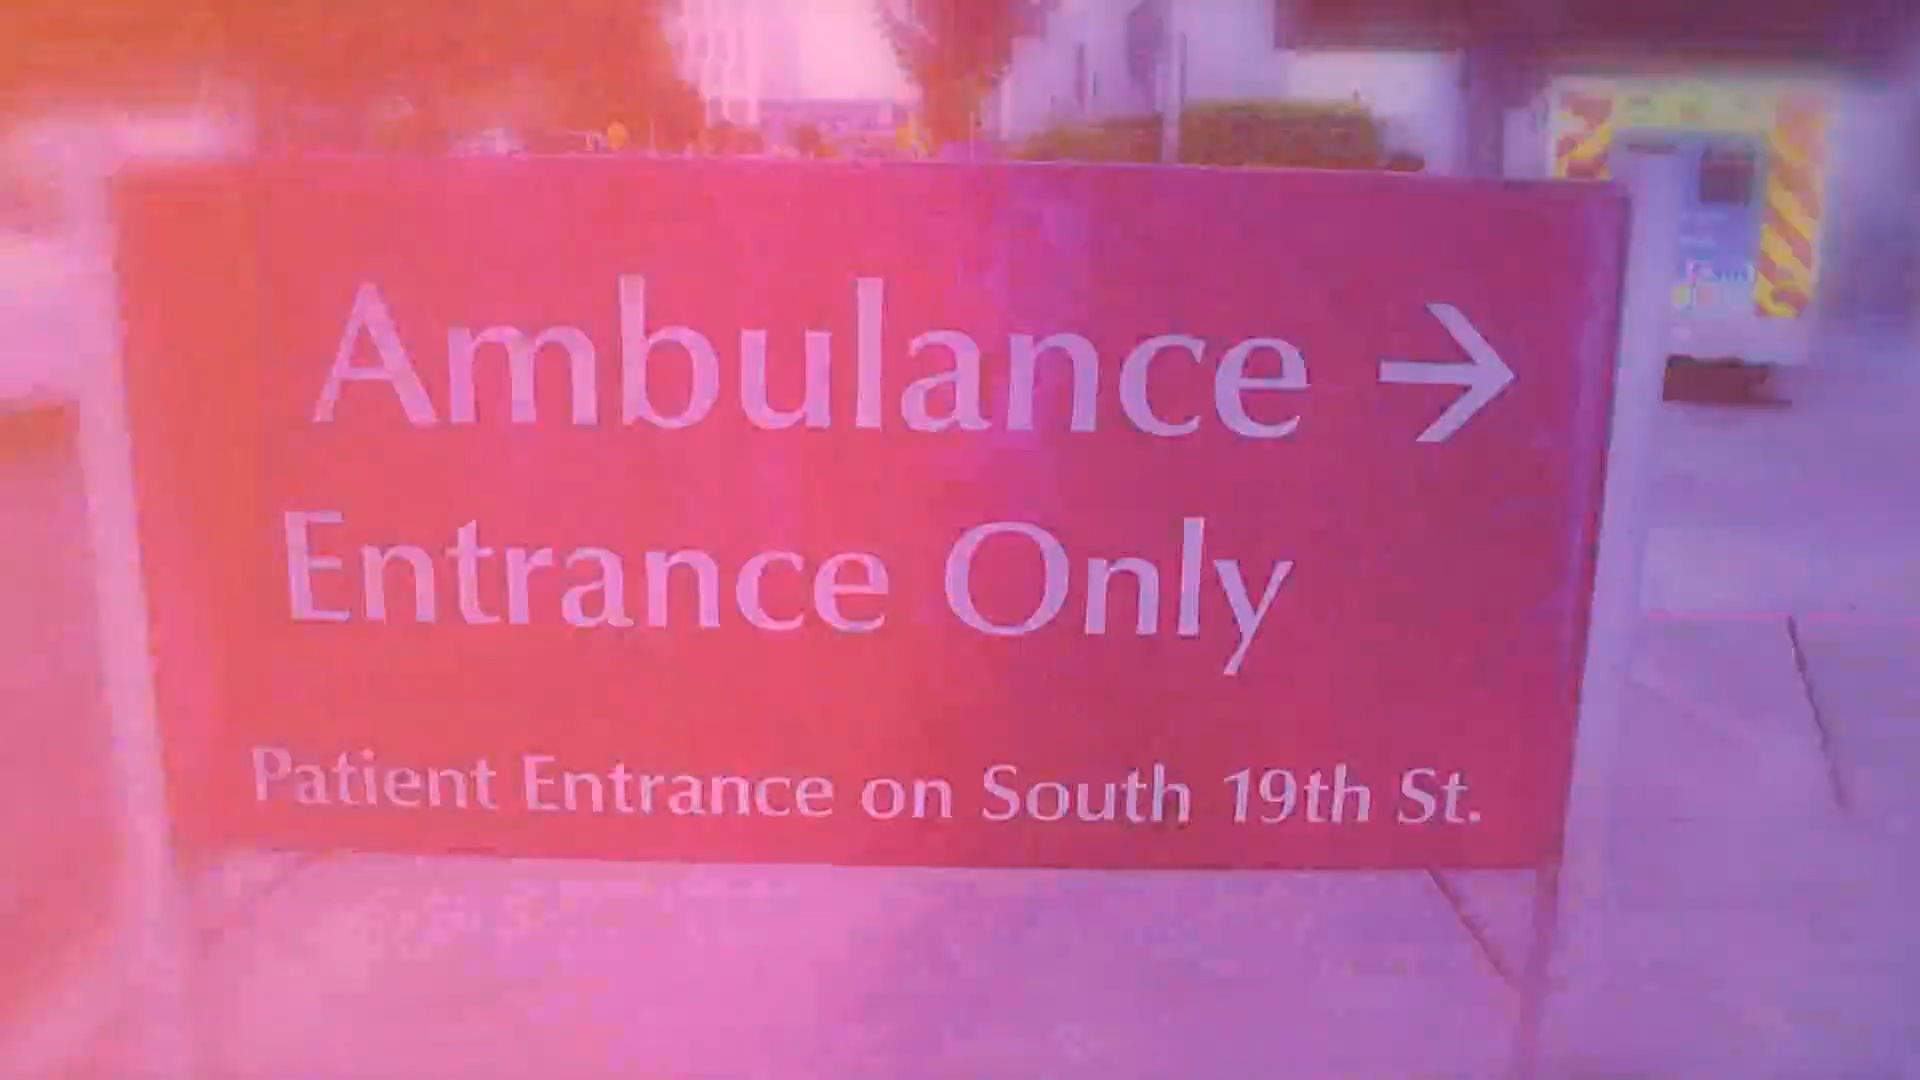 Ambulance →
Entrance Only
Patient Entrance on South 19th St.